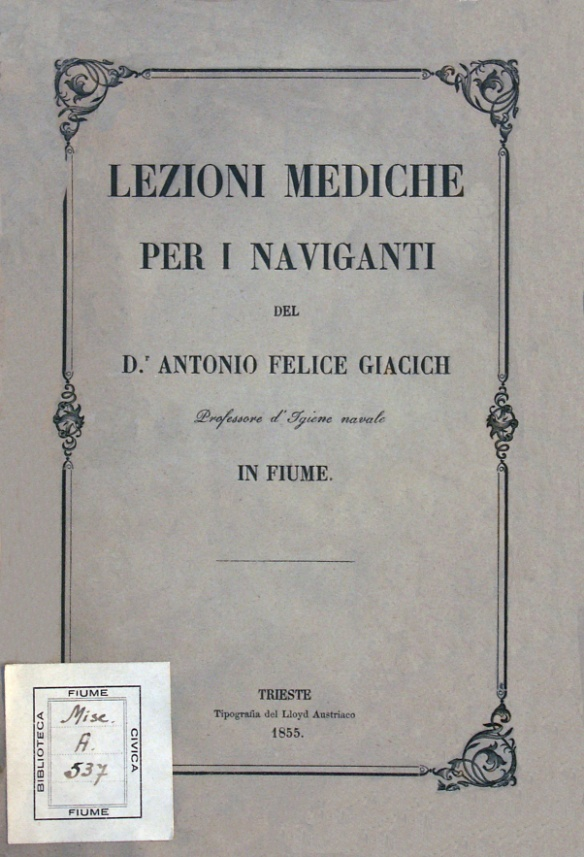 LEZIONI MEDICHE
PER I NAVIGANTI
DEL
D.r ANTONIO FELICE GIACICH
Professore d'Igiene navale
IN FIUME.
TRIESTE
Tipografia del Lloyd Austriaco
1855.
FIUME
BIBLIOTECA
CIVICA
Misc.
A.
537
FIUME